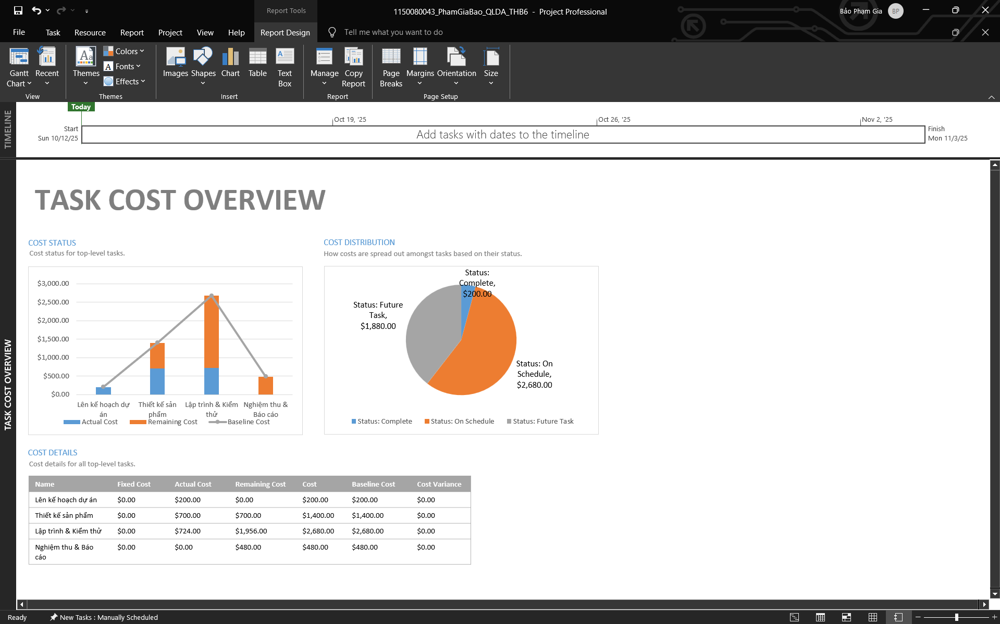 Report Tools
1150080043_PhamGiaBao_QLDA_THB6 - Project Professional
Bảo Phạm Gia BP
File Task Resource Report Project View Help Report Design Tell me what you want to do
Gantt Chart
Recent
View
Themes
Colors
Fonts
Effects
Themes
Images
Shapes
Chart
Table
Text Box
Insert
Manage
Copy Report
Report
Page Breaks
Margins
Orientation
Size
Page Setup
TIMELINE
Today
Start
Sun 10/12/25
Oct 19, '25
Oct 26, '25
Nov 2, '25
Add tasks with dates to the timeline
Finish
Mon 11/3/25
TASK COST OVERVIEW
TASK COST OVERVIEW
COST STATUS
Cost status for top-level tasks.
$3,000.00
$2,500.00
$2,000.00
$1,500.00
$1,000.00
$500.00
$0.00
Lên kế hoạch dự án
Thiết kế sản phẩm
Lập trình & Kiểm thử
Nghiệm thu & Báo cáo
Actual Cost Remaining Cost Baseline Cost
COST DISTRIBUTION
How costs are spread out amongst tasks based on their status.
Status: Complete, $200.00
Status: Future Task, $1,880.00
Status: On Schedule, $2,680.00
Status: Complete Status: On Schedule Status: Future Task
COST DETAILS
Cost details for all top-level tasks.
Name Fixed Cost Actual Cost Remaining Cost Cost Baseline Cost Cost Variance
Lên kế hoạch dự án $0.00 $200.00 $0.00 $200.00 $200.00 $0.00
Thiết kế sản phẩm $0.00 $700.00 $700.00 $1,400.00 $1,400.00 $0.00
Lập trình & Kiểm thử $0.00 $724.00 $1,956.00 $2,680.00 $2,680.00 $0.00
Nghiệm thu & Báo cáo $0.00 $0.00 $480.00 $480.00 $480.00 $0.00
Ready New Tasks : Manually Scheduled